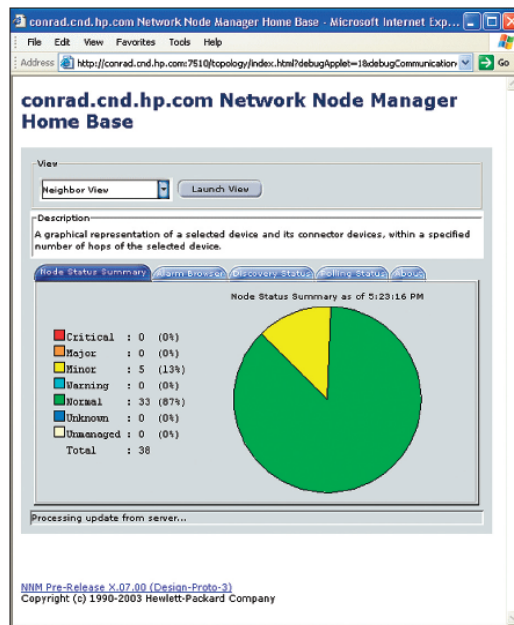 conrad.cnd.hp.com Network Node Manager Home Base - Microsoft Internet Exp...
File Edit View Favorites Tools Help
Address http://conrad.cnd.hp.com:7510/topology/index.html?debugApplet=1&debugCommunication Go
conrad.cnd.hp.com Network Node Manager
Home Base
View
Neighbor View Launch View
Description
A graphical representation of a selected device and its connector devices, within a specified
number of hops of the selected device.
Node Status Summary Alarm Browser Discovery Status Polling Status About
Node Status Summary as of 5:23:16 PM
Critical : 0 (0%)
Major : 0 (0%)
Minor : 5 (13%)
Warning : 0 (0%)
Normal : 33 (87%)
Unknown : 0 (0%)
Unmanaged : 0 (0%)
Total : 38
Processing update from server...
NNM Pre-Release X.07.00 (Design-Proto-3)
Copyright (c) 1990-2003 Hewlett-Packard Company